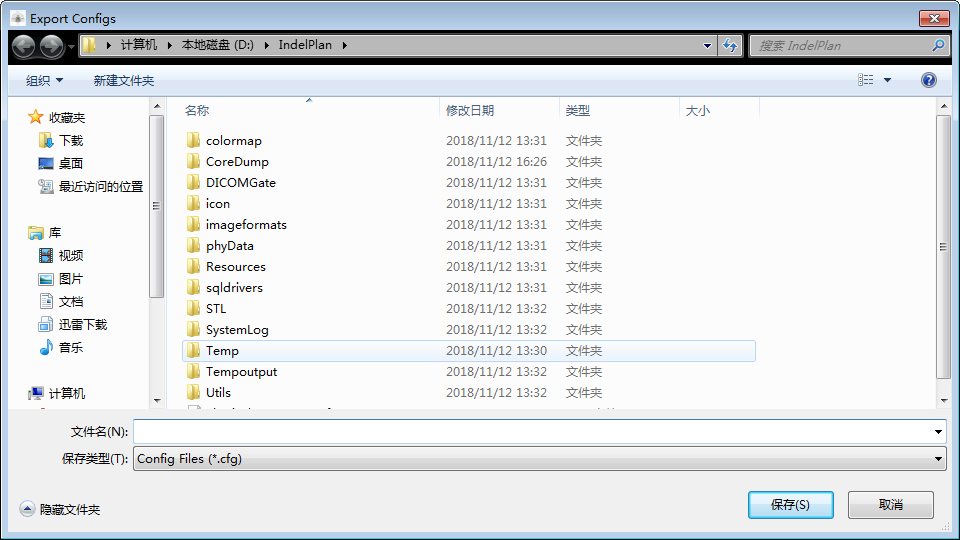 Export Configs
计算机 本地磁盘 (D:) IndelPlan 搜索 IndelPlan
组织 新建文件夹
名称 修改日期 类型 大小
收藏夹
下载
桌面
最近访问的位置
库
视频
图片
文档
迅雷下载
音乐
计算机
colormap 2018/11/12 13:31 文件夹
CoreDump 2018/11/12 16:26 文件夹
DICOMGate 2018/11/12 13:31 文件夹
icon 2018/11/12 13:31 文件夹
imageformats 2018/11/12 13:31 文件夹
phyData 2018/11/12 13:31 文件夹
Resources 2018/11/12 13:31 文件夹
sqldrivers 2018/11/12 13:31 文件夹
STL 2018/11/12 13:32 文件夹
SystemLog 2018/11/12 13:32 文件夹
Temp 2018/11/12 13:30 文件夹
Tempoutput 2018/11/12 13:32 文件夹
Utils 2018/11/12 13:32 文件夹
文件名(N):
保存类型(T): Config Files (*.cfg)
隐藏文件夹 保存(S) 取消